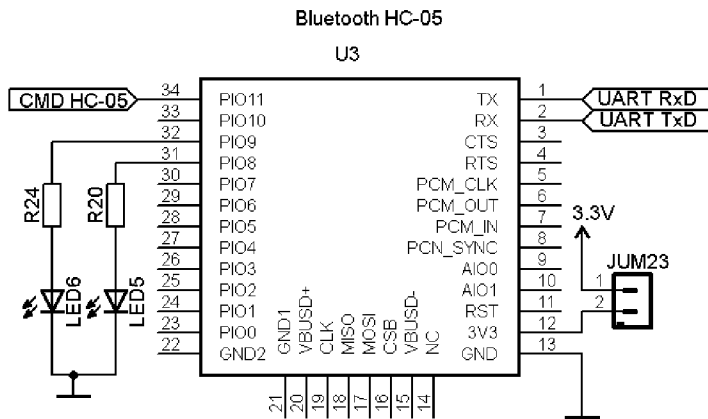 Bluetooth HC-05
U3
CMD HC-05 34 PIO11 TX 1 UART RxD
33 PIO10 RX 2 UART TxD
32 PIO9 CTS 3
31 PIO8 RTS 4
30 PIO7 PCM_CLK 5
29 PIO6 PCM_OUT 6
28 PIO5 PCM_IN 7
27 PIO4 PCN_SYNC 8
26 PIO3 AIO0 9
25 PIO2 AIO1 10
24 PIO1 RST 11
23 PIO0 3V3 12
22 GND2 GND 13
R24 R20
LED6 LED5
3.3V
JUM23
1
2
GND1 VBUSD+ CLK MISO MOSI CSB VBUSD- NC
21 20 19 18 17 16 15 14